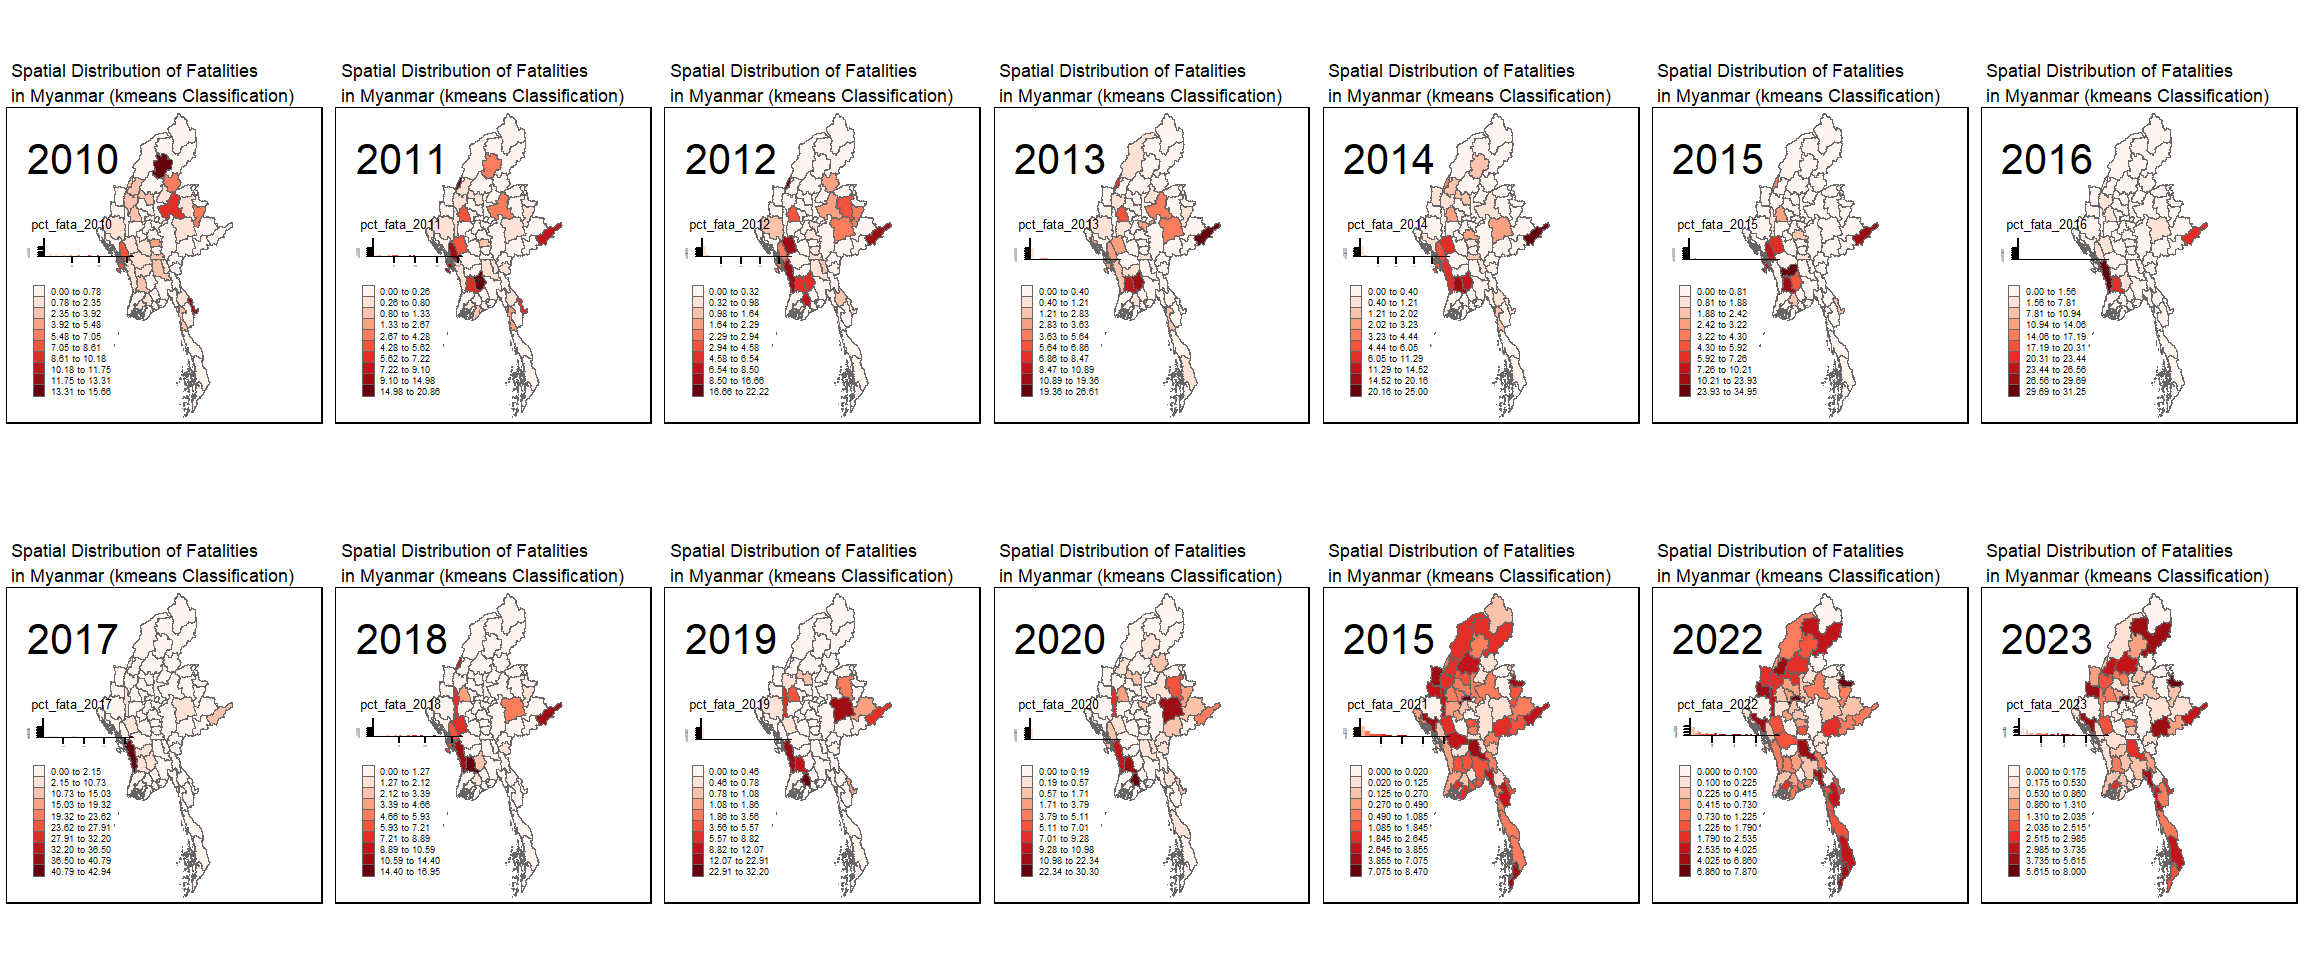 Spatial Distribution of Fatalities
in Myanmar (kmeans Classification)
2010
pct_fata_2010
0.00 to 0.78
0.78 to 2.35
2.35 to 3.92
3.92 to 5.48
5.48 to 7.05
7.05 to 8.61
8.61 to 10.18
10.18 to 11.75
11.75 to 13.31
13.31 to 15.66
Spatial Distribution of Fatalities
in Myanmar (kmeans Classification)
2011
pct_fata_2011
0.00 to 0.26
0.26 to 0.80
0.80 to 1.33
1.33 to 2.67
2.67 to 4.28
4.28 to 5.62
5.62 to 7.22
7.22 to 9.10
9.10 to 14.98
14.98 to 20.86
Spatial Distribution of Fatalities
in Myanmar (kmeans Classification)
2012
pct_fata_2012
0.00 to 0.32
0.32 to 0.98
0.98 to 1.64
1.64 to 2.29
2.29 to 2.94
2.94 to 4.58
4.58 to 6.54
6.54 to 8.50
8.50 to 16.66
16.66 to 22.22
Spatial Distribution of Fatalities
in Myanmar (kmeans Classification)
2013
pct_fata_2013
0.00 to 0.40
0.40 to 1.21
1.21 to 2.83
2.83 to 3.63
3.63 to 5.64
5.64 to 6.86
6.86 to 8.47
8.47 to 10.89
10.89 to 19.36
19.36 to 26.61
Spatial Distribution of Fatalities
in Myanmar (kmeans Classification)
2014
pct_fata_2014
0.00 to 0.40
0.40 to 1.21
1.21 to 2.02
2.02 to 3.23
3.23 to 4.44
4.44 to 6.05
6.05 to 11.29
11.29 to 14.52
14.52 to 20.16
20.16 to 25.00
Spatial Distribution of Fatalities
in Myanmar (kmeans Classification)
2015
pct_fata_2015
0.00 to 0.81
0.81 to 1.88
1.88 to 2.42
2.42 to 3.22
3.22 to 4.30
4.30 to 5.92
5.92 to 7.26
7.26 to 10.21
10.21 to 23.93
23.93 to 34.95
Spatial Distribution of Fatalities
in Myanmar (kmeans Classification)
2016
pct_fata_2016
0.00 to 1.56
1.56 to 7.81
7.81 to 10.94
10.94 to 14.06
14.06 to 17.19
17.19 to 20.31
20.31 to 23.44
23.44 to 26.56
26.56 to 29.69
29.69 to 31.25
Spatial Distribution of Fatalities
in Myanmar (kmeans Classification)
2017
pct_fata_2017
0.00 to 2.15
2.15 to 10.73
10.73 to 15.03
15.03 to 19.32
19.32 to 23.62
23.62 to 27.91
27.91 to 32.20
32.20 to 36.50
36.50 to 40.79
40.79 to 42.94
Spatial Distribution of Fatalities
in Myanmar (kmeans Classification)
2018
pct_fata_2018
0.00 to 1.27
1.27 to 2.12
2.12 to 3.39
3.39 to 4.66
4.66 to 5.93
5.93 to 7.21
7.21 to 8.89
8.89 to 10.59
10.59 to 14.40
14.40 to 16.95
Spatial Distribution of Fatalities
in Myanmar (kmeans Classification)
2019
pct_fata_2019
0.00 to 0.46
0.46 to 0.78
0.78 to 1.08
1.08 to 1.86
1.86 to 3.56
3.56 to 5.57
5.57 to 8.82
8.82 to 12.07
12.07 to 22.91
22.91 to 32.20
Spatial Distribution of Fatalities
in Myanmar (kmeans Classification)
2020
pct_fata_2020
0.00 to 0.19
0.19 to 0.57
0.57 to 1.71
1.71 to 3.79
3.79 to 5.11
5.11 to 7.01
7.01 to 9.28
9.28 to 10.98
10.98 to 22.34
22.34 to 30.30
Spatial Distribution of Fatalities
in Myanmar (kmeans Classification)
2015
pct_fata_2021
0.000 to 0.020
0.020 to 0.125
0.125 to 0.270
0.270 to 0.490
0.490 to 1.085
1.085 to 1.845
1.845 to 2.645
2.645 to 3.855
3.855 to 7.075
7.075 to 8.470
Spatial Distribution of Fatalities
in Myanmar (kmeans Classification)
2022
pct_fata_2022
0.000 to 0.100
0.100 to 0.225
0.225 to 0.415
0.415 to 0.730
0.730 to 1.225
1.225 to 1.790
1.790 to 2.535
2.535 to 4.025
4.025 to 6.860
6.860 to 7.870
Spatial Distribution of Fatalities
in Myanmar (kmeans Classification)
2023
pct_fata_2023
0.000 to 0.175
0.175 to 0.530
0.530 to 0.860
0.860 to 1.310
1.310 to 2.035
2.035 to 2.515
2.515 to 2.985
2.985 to 3.735
3.735 to 5.615
5.615 to 8.000